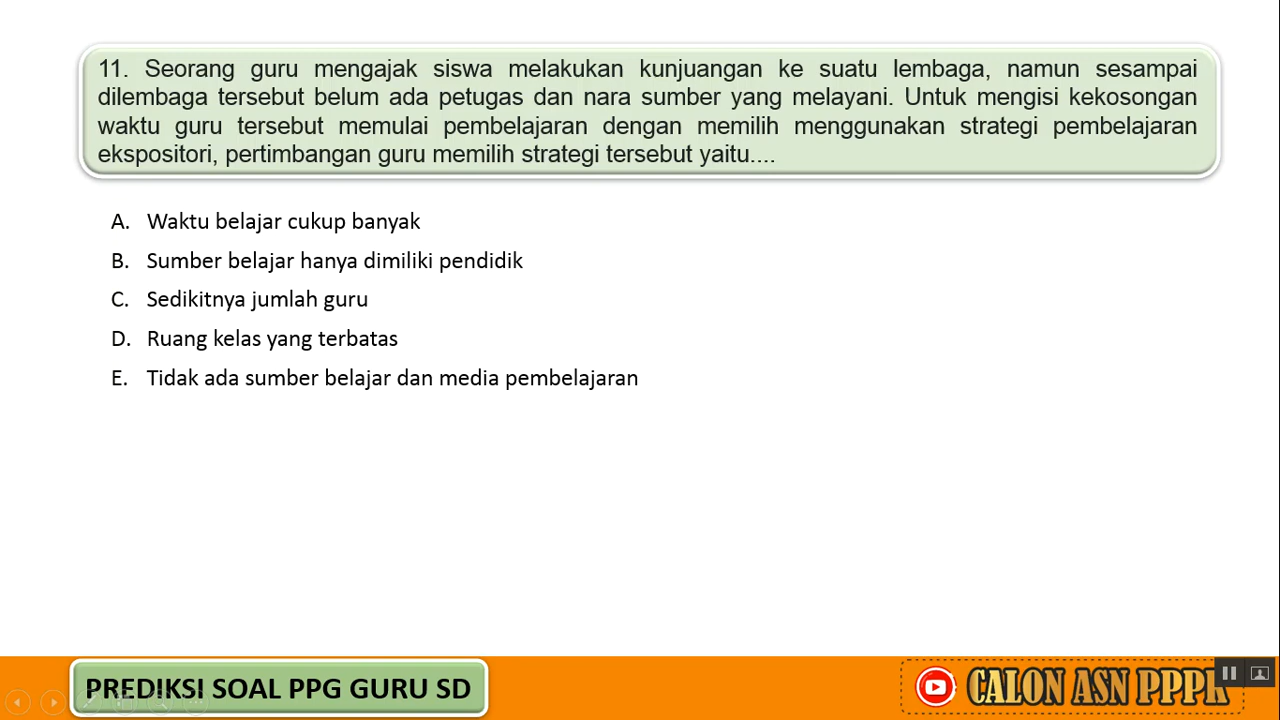 11. Seorang guru mengajak siswa melakukan kunjuangan ke suatu lembaga, namun sesampai
dilembaga tersebut belum ada petugas dan nara sumber yang melayani. Untuk mengisi kekosongan
waktu guru tersebut memulai pembelajaran dengan memilih menggunakan strategi pembelajaran
ekspositori, pertimbangan guru memilih strategi tersebut yaitu....
A. Waktu belajar cukup banyak
B. Sumber belajar hanya dimiliki pendidik
C. Sedikitnya jumlah guru
D. Ruang kelas yang terbatas
E. Tidak ada sumber belajar dan media pembelajaran
PREDIKSI SOAL PPG GURU SD
CALON ASN PPPK